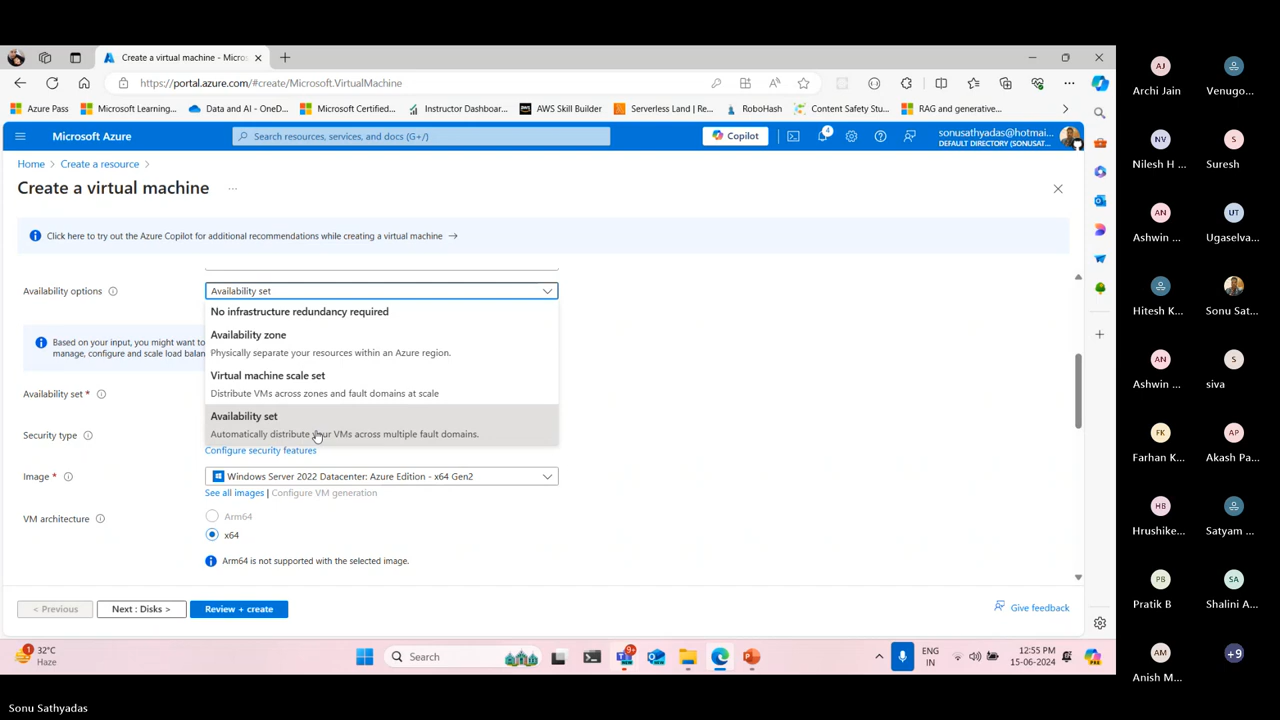 Create a virtual machine - Micros
https://portal.azure.com/#create/Microsoft.VirtualMachine
Azure Pass
Microsoft Learning...
Data and AI - OneD...
Microsoft Certified...
Instructor Dashboar...
AWS Skill Builder
Serverless Land | Re...
RoboHash
Content Safety Stu...
RAG and generative...
Microsoft Azure
Search resources, services, and docs (G+/)
Copilot
4
sonusathyadas@hotmai...
DEFAULT DIRECTORY (SONUSAT...
Home > Create a resource >
Create a virtual machine
...
Click here to try out the Azure Copilot for additional recommendations while creating a virtual machine →
Availability options
Availability set
No infrastructure redundancy required
Availability zone
Physically separate your resources within an Azure region.
Virtual machine scale set
Distribute VMs across zones and fault domains at scale
Availability set
Automatically distribute your VMs across multiple fault domains.
Based on your input, you might want to
manage, configure and scale load balan
Availability set *
Security type
Configure security features
Image *
Windows Server 2022 Datacenter: Azure Edition - x64 Gen2
See all images | Configure VM generation
VM architecture
Arm64
x64
Arm64 is not supported with the selected image.
< Previous
Next : Disks >
Review + create
Give feedback
1
32°C
Haze
Search
9+
ENG
IN
12:55 PM
15-06-2024
AJ
Archi Jain
Venugo...
NV
Nilesh H ...
S
Suresh
AN
Ashwin ...
UT
Ugaselva...
Hitesh K...
Sonu Sat...
AN
Ashwin ...
S
siva
FK
Farhan K...
AP
Akash Pa...
HB
Hrushike...
Satyam ...
PB
Pratik B
SA
Shalini A...
AM
Anish M...
+9
Sonu Sathyadas